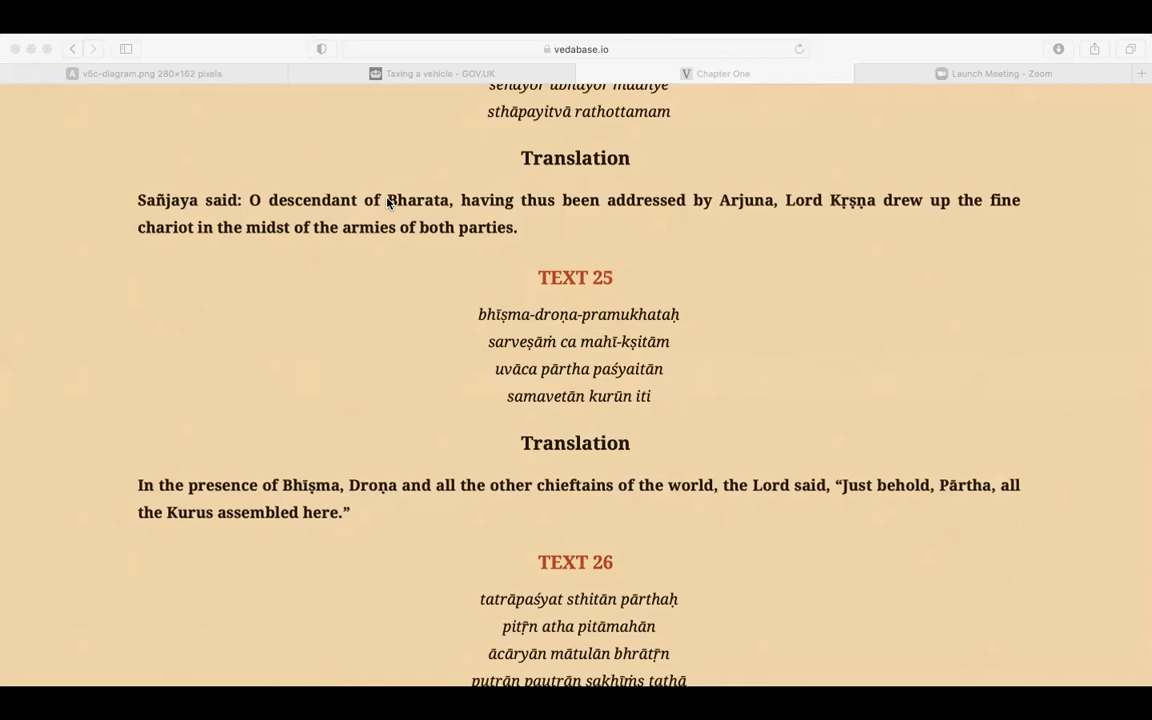 vedabase.io
v5c-diagram.png 280×162 pixels
Taxing a vehicle - GOV.UK
V Chapter One
Launch Meeting - Zoom
senayor ubhayor madhye
sthāpayitvā rathottamam
Translation
Sañjaya said: O descendant of Bharata, having thus been addressed by Arjuna, Lord Kṛṣṇa drew up the fine
chariot in the midst of the armies of both parties.
TEXT 25
bhīṣma-droṇa-pramukhataḥ
sarveṣāṁ ca mahī-kṣitām
uvāca pārtha paśyaitān
samavetān kurūn iti
Translation
In the presence of Bhīṣma, Droṇa and all the other chieftains of the world, the Lord said, “Just behold, Pārtha, all
the Kurus assembled here.”
TEXT 26
tatrāpaśyat sthitān pārthaḥ
pitṝn atha pitāmahān
ācāryān mātulān bhrātṝn
putrān pautrān sakhīṁs tathā